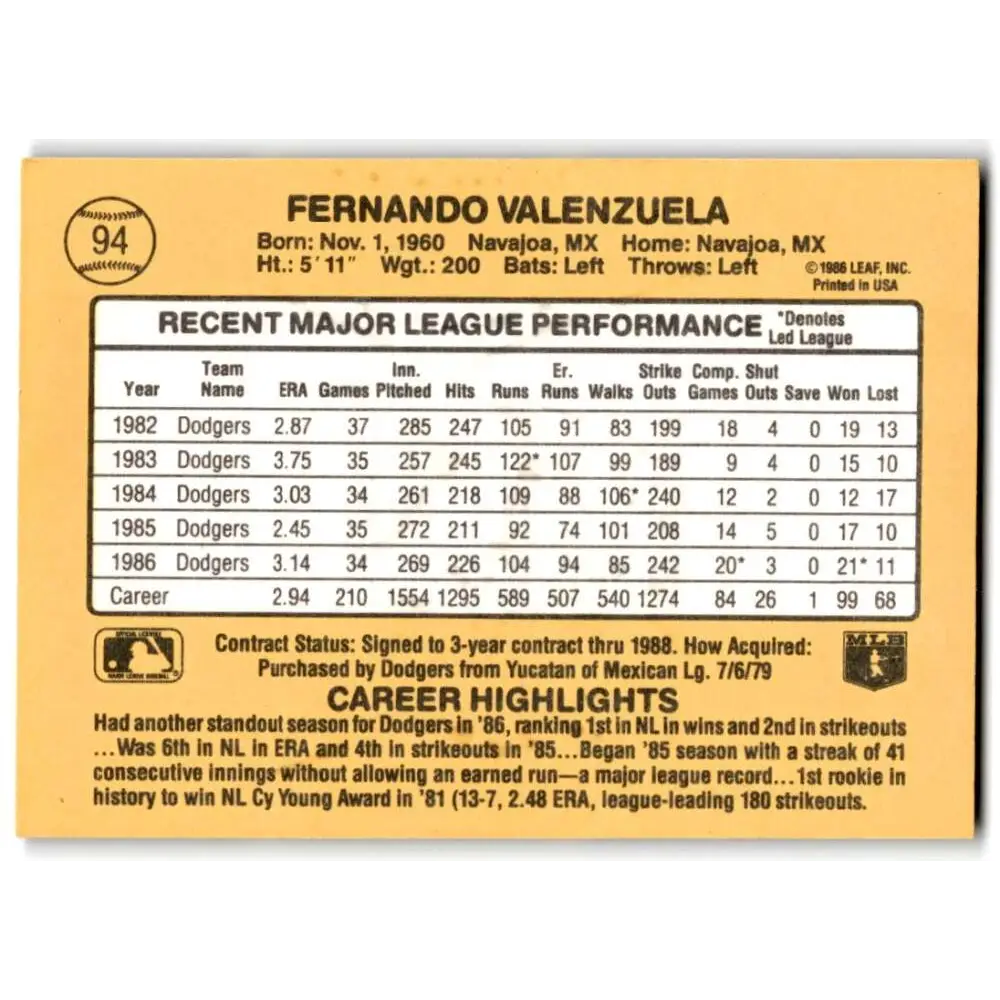 94
FERNANDO VALENZUELA
Born: Nov. 1, 1960 Navajoa, MX Home: Navajoa, MX
Ht.: 5'11" Wgt.: 200 Bats: Left Throws: Left
©1986 LEAF, INC.
Printed in USA
RECENT MAJOR LEAGUE PERFORMANCE *Denotes Led League
Year Team Name ERA Games Inn. Pitched Hits Runs Er. Runs Walks Strike Outs Comp. Games Shut Outs Save Won Lost
1982 Dodgers 2.87 37 285 247 105 91 83 199 18 4 0 19 13
1983 Dodgers 3.75 35 257 245 122* 107 99 189 9 4 0 15 10
1984 Dodgers 3.03 34 261 218 109 88 106* 240 12 2 0 12 17
1985 Dodgers 2.45 35 272 211 92 74 101 208 14 5 0 17 10
1986 Dodgers 3.14 34 269 226 104 94 85 242 20* 3 0 21* 11
Career 2.94 210 1554 1295 589 507 540 1274 84 26 1 99 68
OFFICIAL LICENSEE
MAJOR LEAGUE BASEBALL
Contract Status: Signed to 3-year contract thru 1988. How Acquired:
Purchased by Dodgers from Yucatan of Mexican Lg. 7/6/79
MLB
CAREER HIGHLIGHTS
Had another standout season for Dodgers in '86, ranking 1st in NL in wins and 2nd in strikeouts
...Was 6th in NL in ERA and 4th in strikeouts in '85...Began '85 season with a streak of 41
consecutive innings without allowing an earned run—a major league record...1st rookie in
history to win NL Cy Young Award in '81 (13-7, 2.48 ERA, league-leading 180 strikeouts.